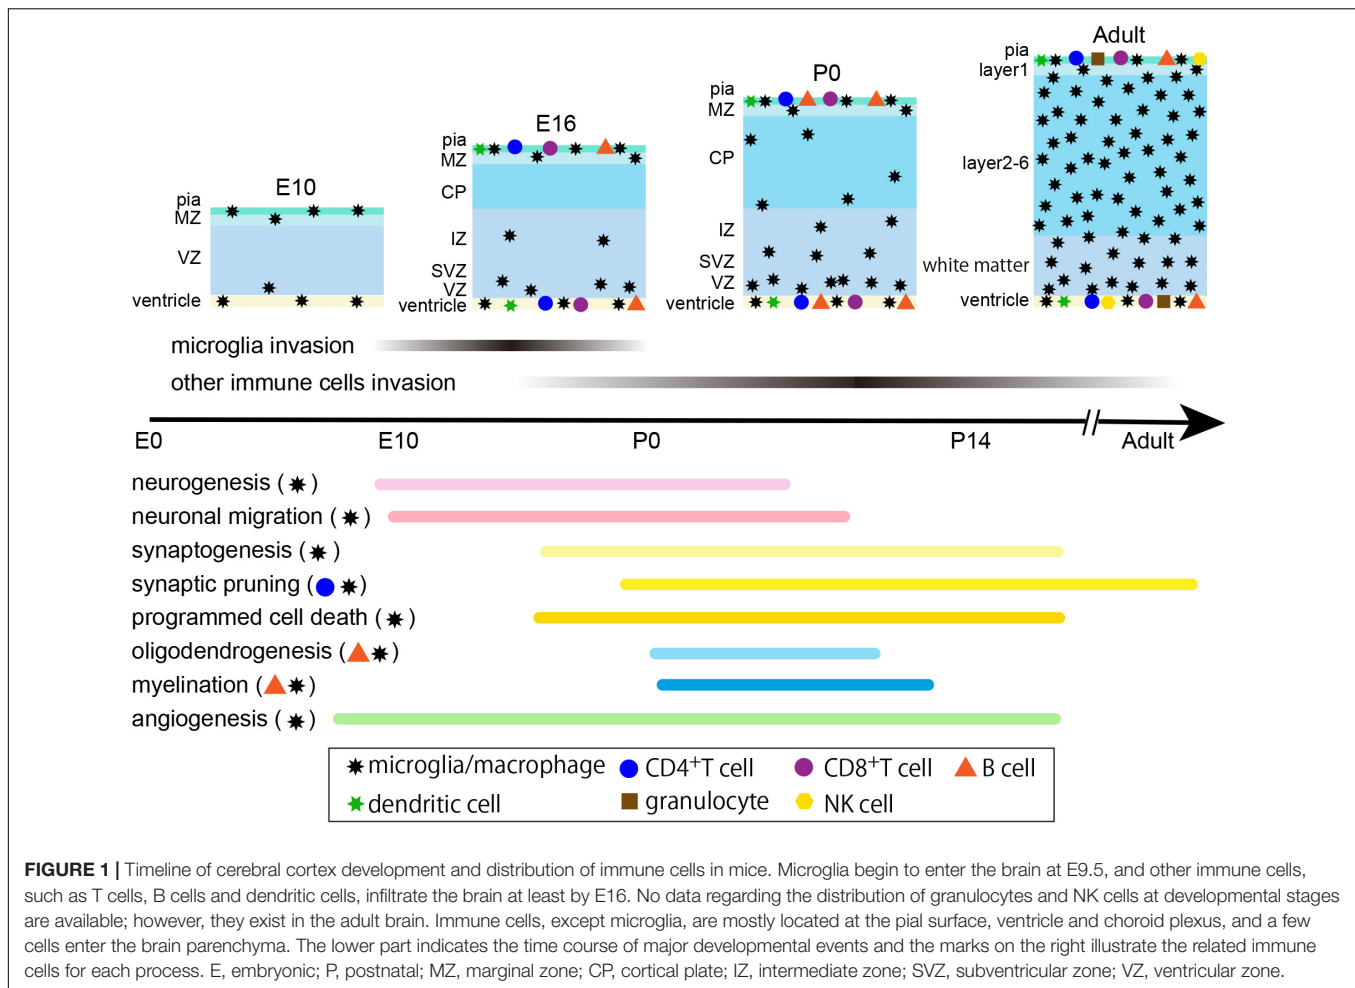 E10
pia
MZ
VZ
ventricle
E16
pia
MZ
CP
IZ
SVZ
VZ
ventricle
P0
pia
MZ
CP
IZ
SVZ
VZ
ventricle
Adult
pia
layer1
layer2-6
white matter
ventricle
microglia invasion
other immune cells invasion
E0 E10 P0 P14 Adult
neurogenesis ( )
neuronal migration ( )
synaptogenesis ( )
synaptic pruning ( )
programmed cell death ( )
oligodendrogenesis ( )
myelination ( )
angiogenesis ( )
microglia/macrophage CD4+T cell CD8+T cell B cell
dendritic cell granulocyte NK cell
FIGURE 1 | Timeline of cerebral cortex development and distribution of immune cells in mice. Microglia begin to enter the brain at E9.5, and other immune cells,
such as T cells, B cells and dendritic cells, infiltrate the brain at least by E16. No data regarding the distribution of granulocytes and NK cells at developmental stages
are available; however, they exist in the adult brain. Immune cells, except microglia, are mostly located at the pial surface, ventricle and choroid plexus, and a few
cells enter the brain parenchyma. The lower part indicates the time course of major developmental events and the marks on the right illustrate the related immune
cells for each process. E, embryonic; P, postnatal; MZ, marginal zone; CP, cortical plate; IZ, intermediate zone; SVZ, subventricular zone; VZ, ventricular zone.